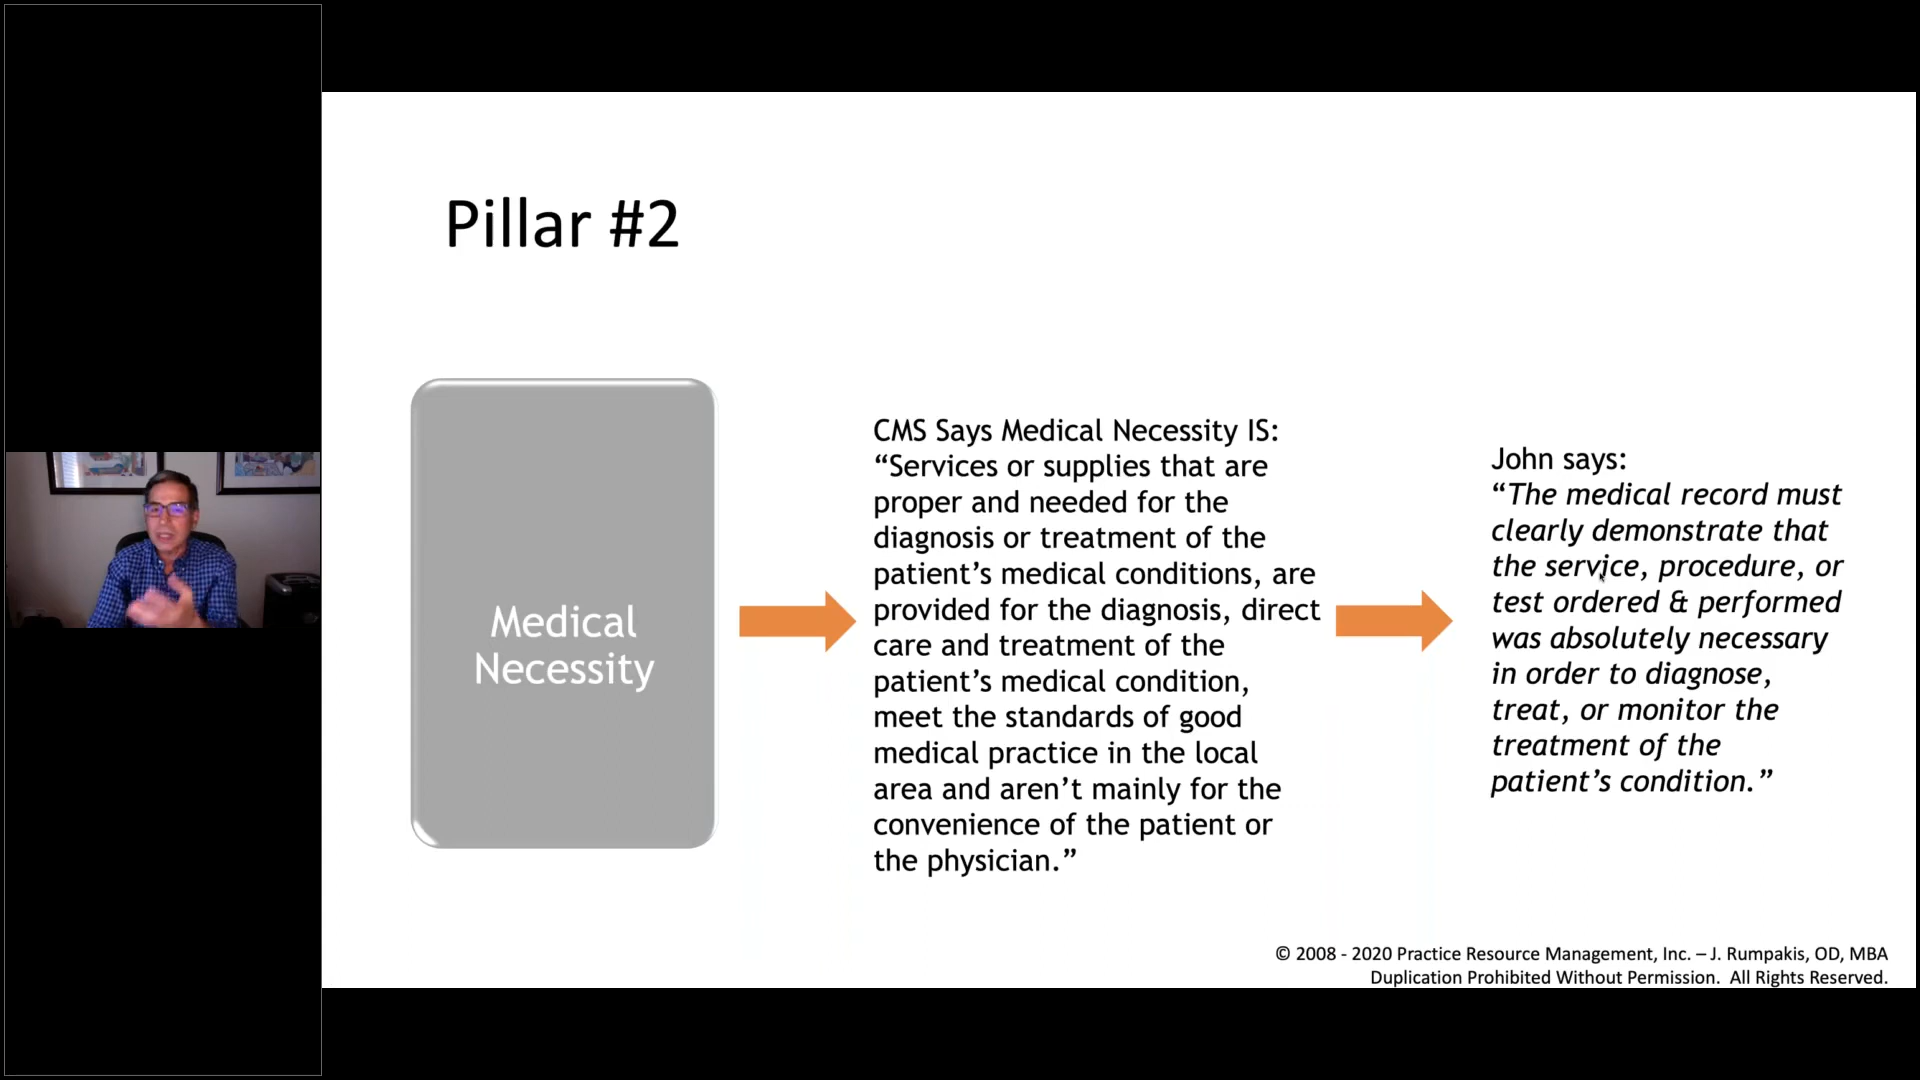 Pillar #2
Medical
Necessity
CMS Says Medical Necessity IS:
“Services or supplies that are
proper and needed for the
diagnosis or treatment of the
patient’s medical conditions, are
provided for the diagnosis, direct
care and treatment of the
patient’s medical condition,
meet the standards of good
medical practice in the local
area and aren’t mainly for the
convenience of the patient or
the physician.”
John says:
“The medical record must
clearly demonstrate that
the service, procedure, or
test ordered & performed
was absolutely necessary
in order to diagnose,
treat, or monitor the
treatment of the
patient’s condition.”
© 2008 - 2020 Practice Resource Management, Inc. – J. Rumpakis, OD, MBA
Duplication Prohibited Without Permission. All Rights Reserved.